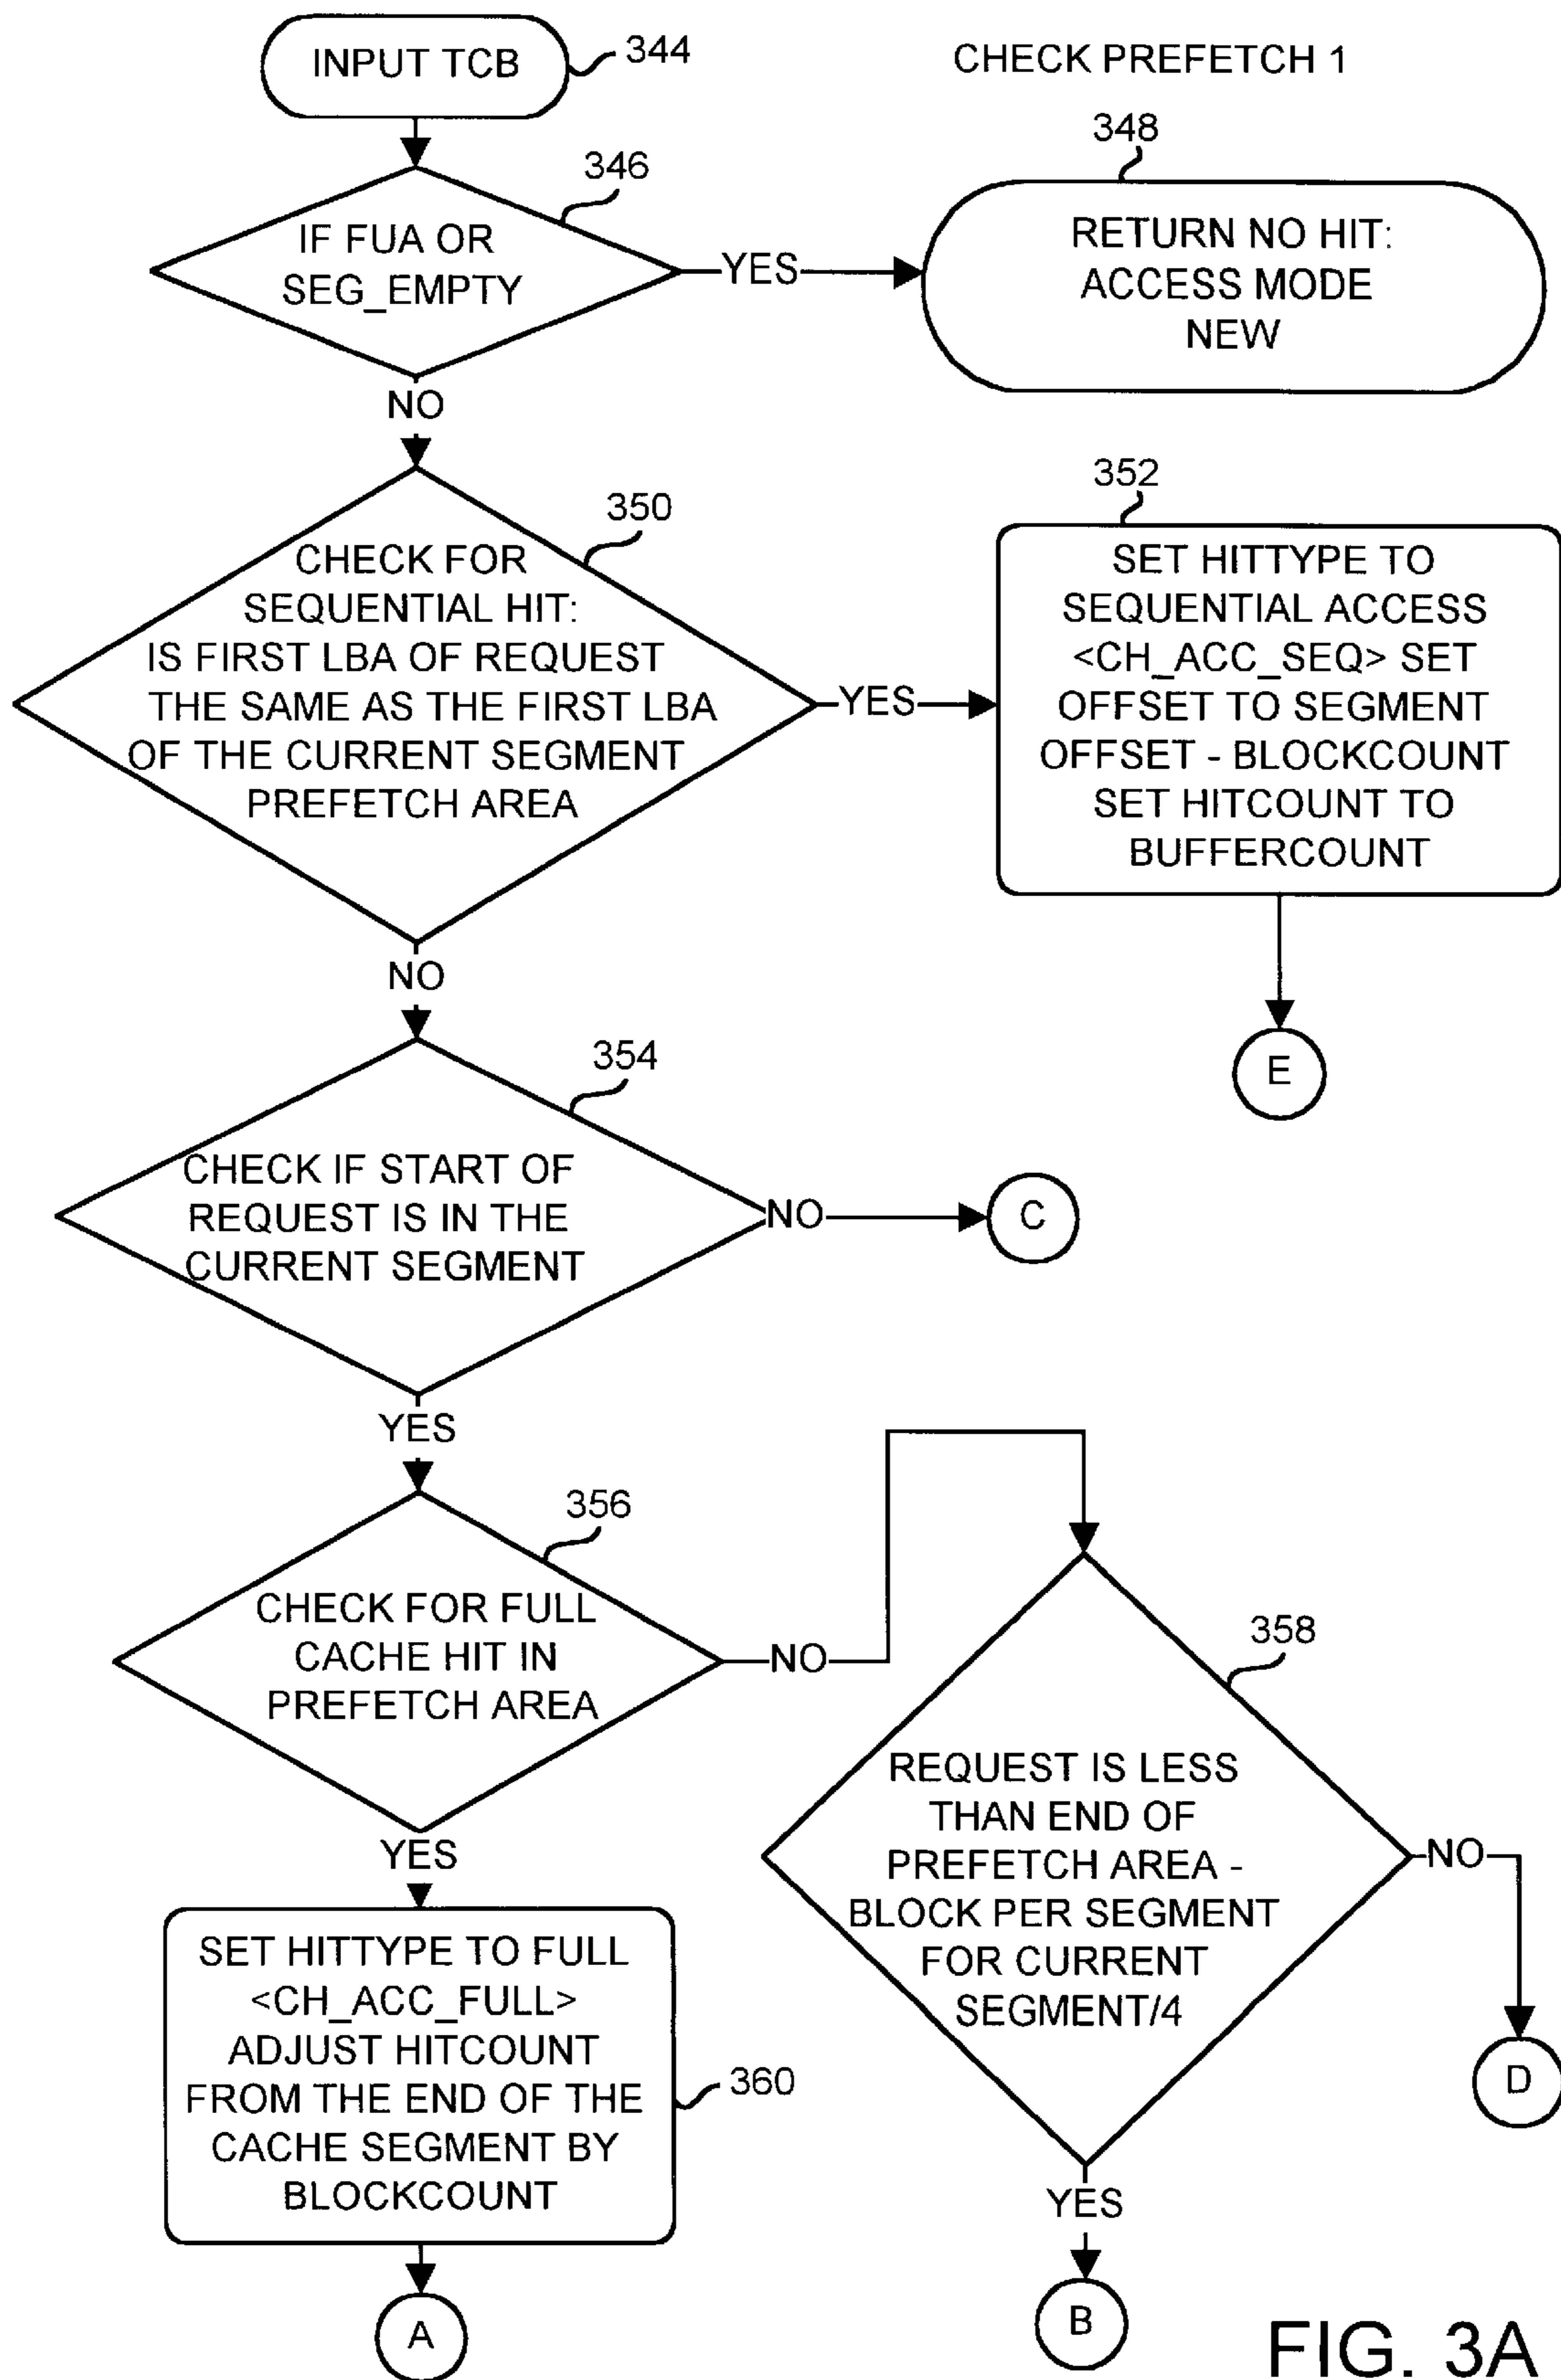 INPUT TCB
344
CHECK PREFETCH 1
346
IF FUA OR
SEG_EMPTY
YES
348
RETURN NO HIT:
ACCESS MODE
NEW
NO
350
CHECK FOR
SEQUENTIAL HIT:
IS FIRST LBA OF REQUEST
THE SAME AS THE FIRST LBA
OF THE CURRENT SEGMENT
PREFETCH AREA
YES
352
SET HITTYPE TO
SEQUENTIAL ACCESS
<CH_ACC_SEQ> SET
OFFSET TO SEGMENT
OFFSET - BLOCKCOUNT
SET HITCOUNT TO
BUFFERCOUNT
E
NO
354
CHECK IF START OF
REQUEST IS IN THE
CURRENT SEGMENT
NO
C
YES
356
CHECK FOR FULL
CACHE HIT IN
PREFETCH AREA
NO
358
REQUEST IS LESS
THAN END OF
PREFETCH AREA -
BLOCK PER SEGMENT
FOR CURRENT
SEGMENT/4
NO
D
YES
B
YES
SET HITTYPE TO FULL
<CH_ACC_FULL>
ADJUST HITCOUNT
FROM THE END OF THE
CACHE SEGMENT BY
BLOCKCOUNT
360
A
FIG. 3A